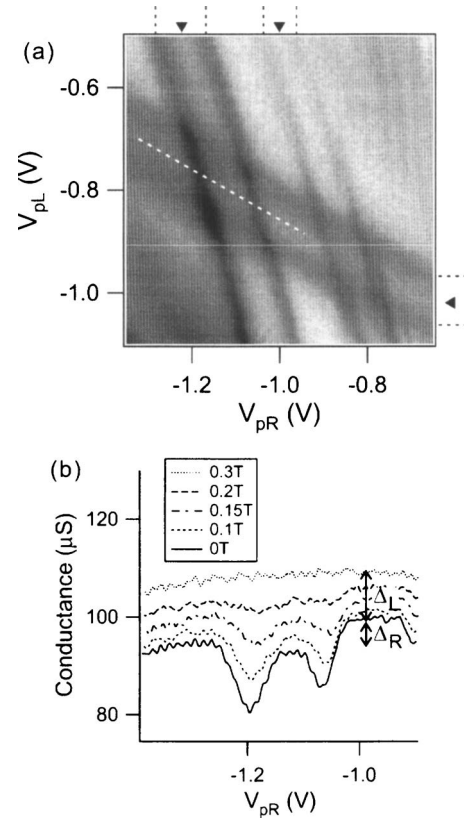 (a)
-0.6
-0.8
-1.0
V_pL (V)
-1.2 -1.0 -0.8
V_pR (V)
(b)
0.3T
0.2T
0.15T
0.1T
0T
120
100
80
Conductance (μS)
Δ_L
Δ_R
-1.2 -1.0
V_pR (V)